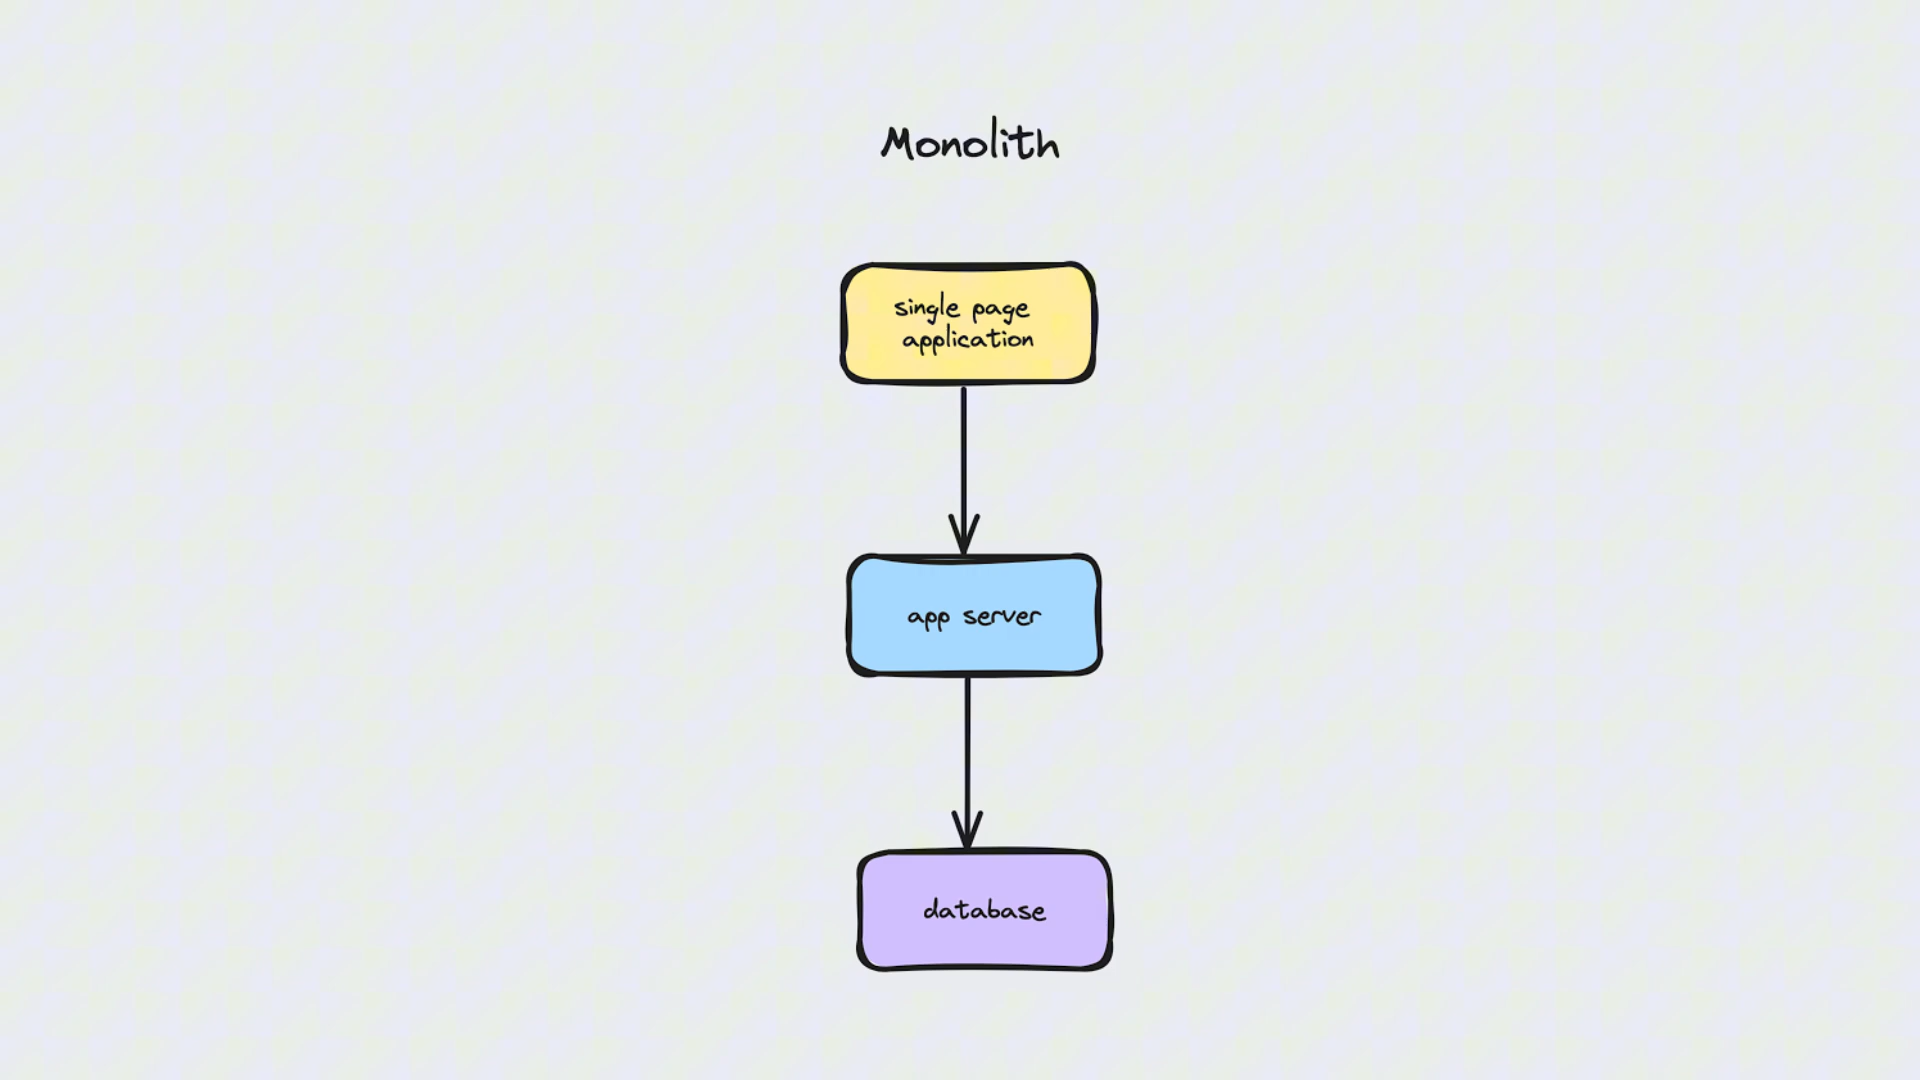 Monolith
single page
application
app server
database